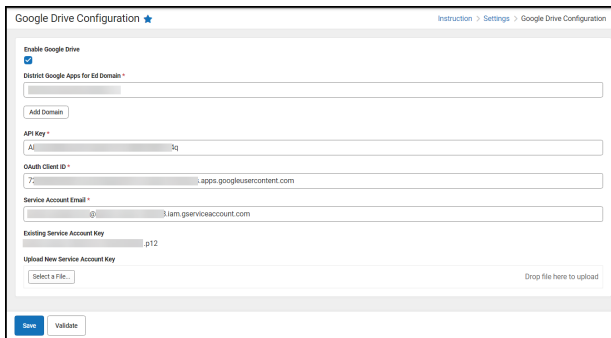 Google Drive Configuration
Instruction > Settings > Google Drive Configuration
Enable Google Drive
District Google Apps for Ed Domain *
Add Domain
API Key *
OAuth Client ID *
.apps.googleusercontent.com
Service Account Email *
@ .iam.gserviceaccount.com
Existing Service Account Key
.p12
Upload New Service Account Key
Select a File... Drop file here to upload
Save Validate